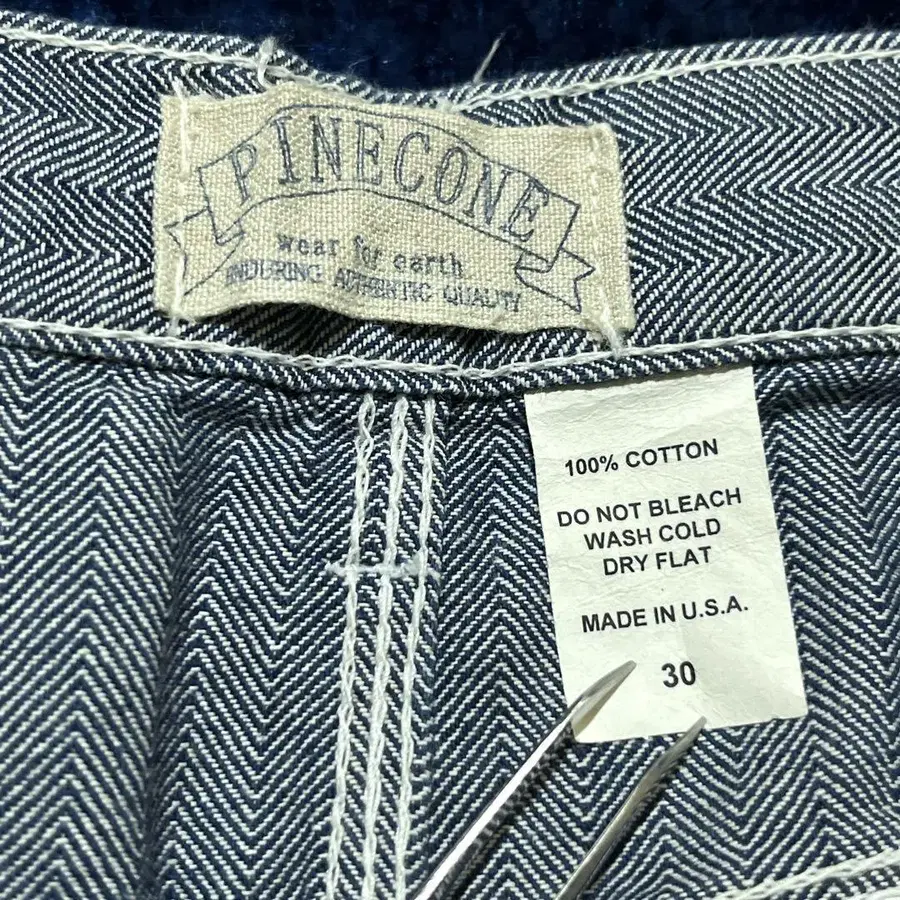 PINECONE
wear for earth
ENDURING AUTHENTIC QUALITY
100% COTTON
DO NOT BLEACH
WASH COLD
DRY FLAT
MADE IN U.S.A.
30